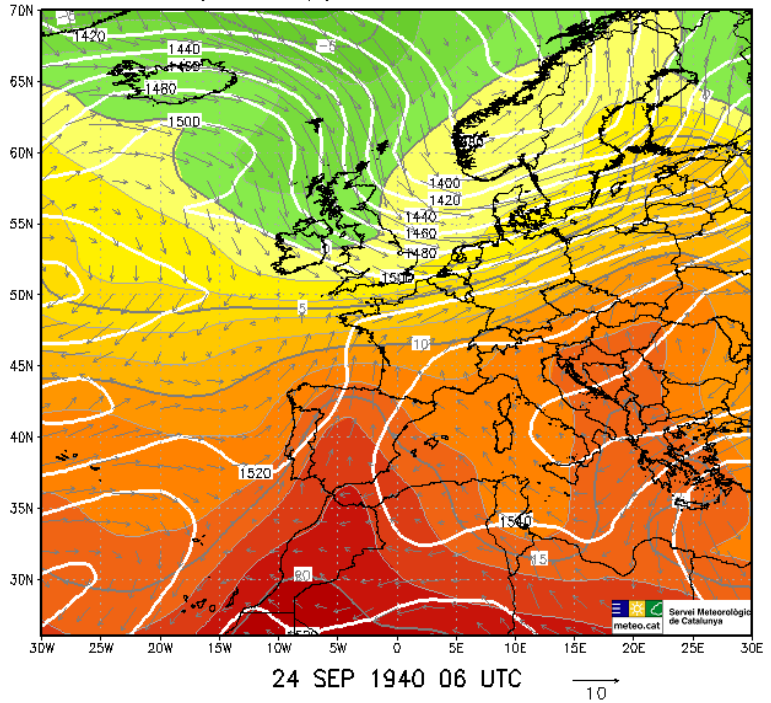 70N
65N
60N
55N
50N
45N
40N
35N
30N
1420
1440
1460
1480
1500
-5
0
1400
1420
1440
1460
1480
5
10
1520
1510
15
20
30W
25W
20W
15W
10W
5W
0
5E
10E
15E
20E
25E
30E
meteo.cat
Servei Meteorològic
de Catalunya
24 SEP 1940 06 UTC
10